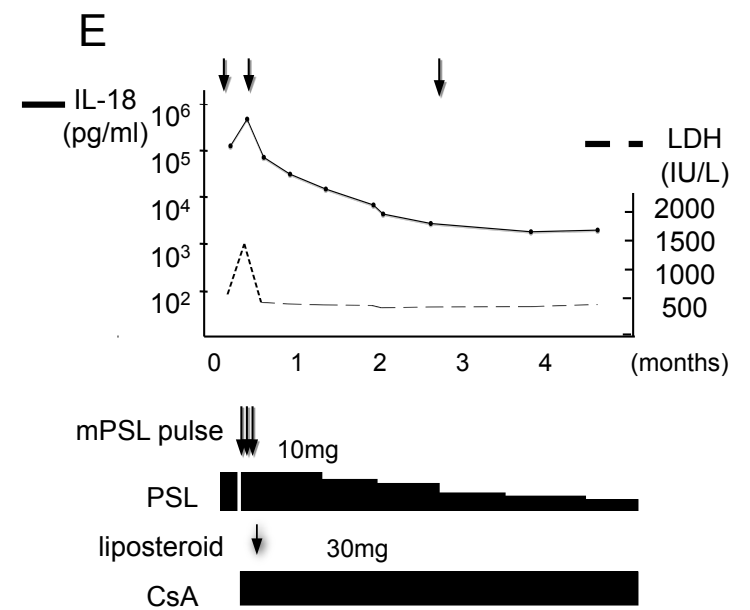 E
IL-18
(pg/ml)
10⁶
10⁵
10⁴
10³
10²
LDH
(IU/L)
2000
1500
1000
500
0 1 2 3 4 (months)
mPSL pulse
10mg
PSL
liposteroid
30mg
CsA